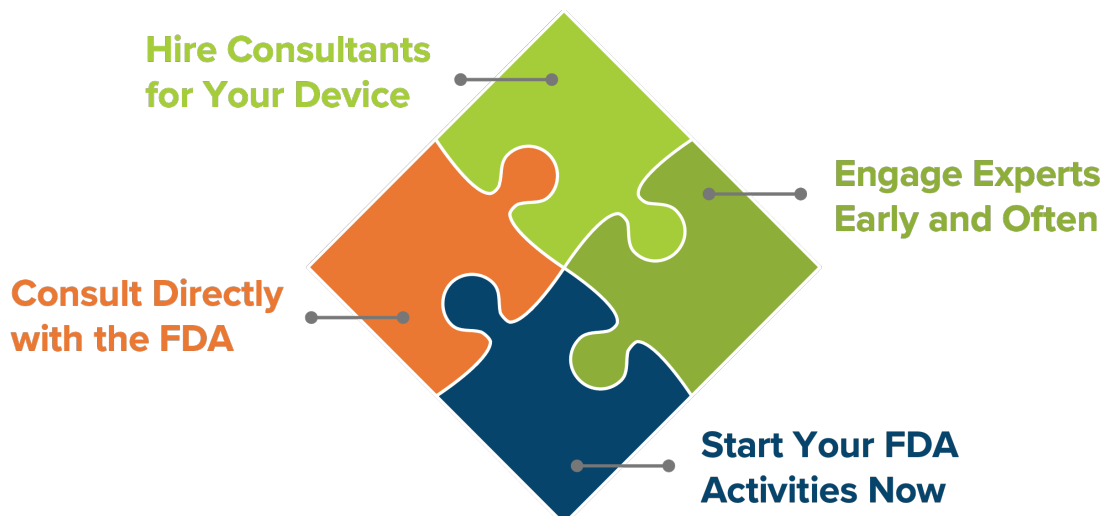 Hire Consultants
for Your Device
Engage Experts
Early and Often
Consult Directly
with the FDA
Start Your FDA
Activities Now